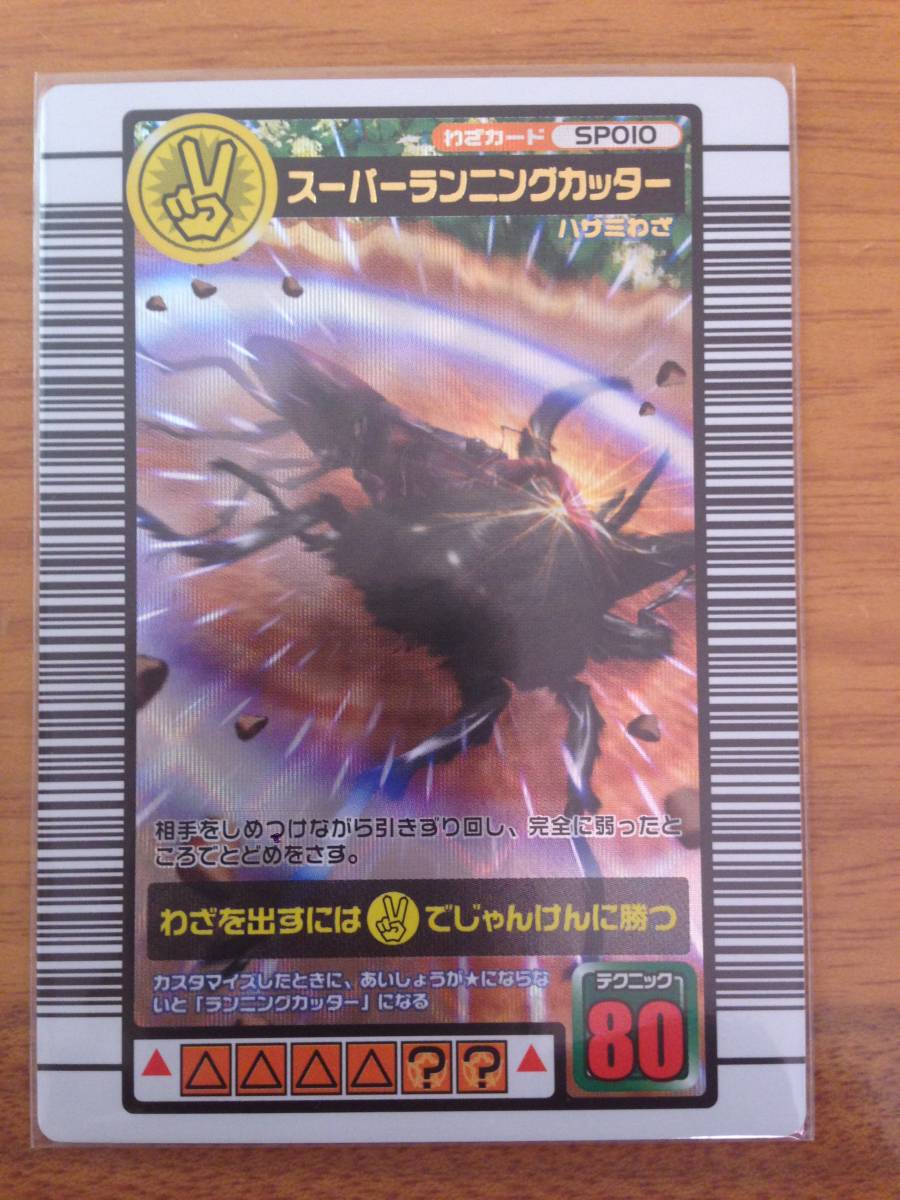 わざカード SP010
スーパーランニングカッター
ハサミわざ
相手をしめつけながら引きずり回し、完全に弱ったと
ころでとどめをさす。
わざを出すには でじゃんけんに勝つ
カスタマイズしたときに、あいしょうが★にならな
いと「ランニングカッター」になる
テクニック
80
▲ △ △ △ △ ? ? ▲